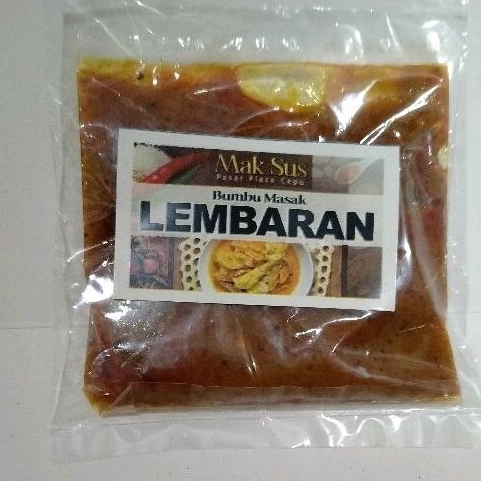 Mak Sus
Pasar Plaza Cepu
Bumbu Masak
LEMBARAN